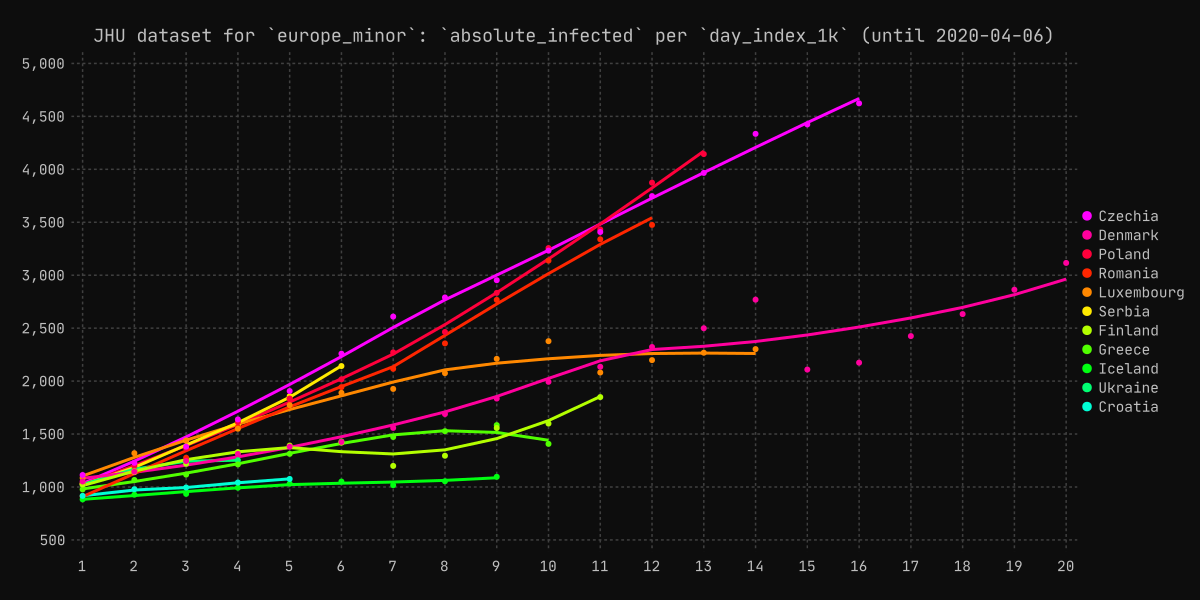 JHU dataset for `europe_minor`: `absolute_infected` per `day_index_1k` (until 2020-04-06)
5,000
4,500
4,000
3,500
3,000
2,500
2,000
1,500
1,000
500
1 2 3 4 5 6 7 8 9 10 11 12 13 14 15 16 17 18 19 20
Czechia
Denmark
Poland
Romania
Luxembourg
Serbia
Finland
Greece
Iceland
Ukraine
Croatia